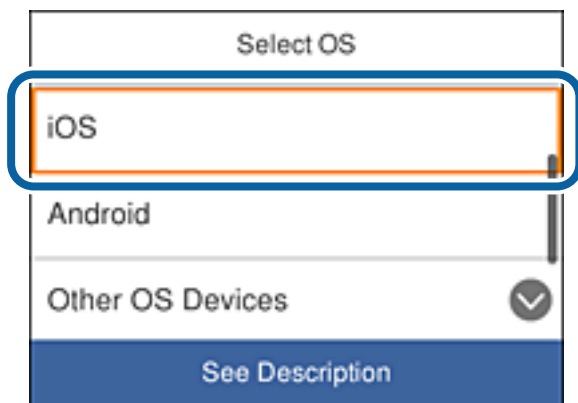 Select OS
iOS
Android
Other OS Devices
See Description